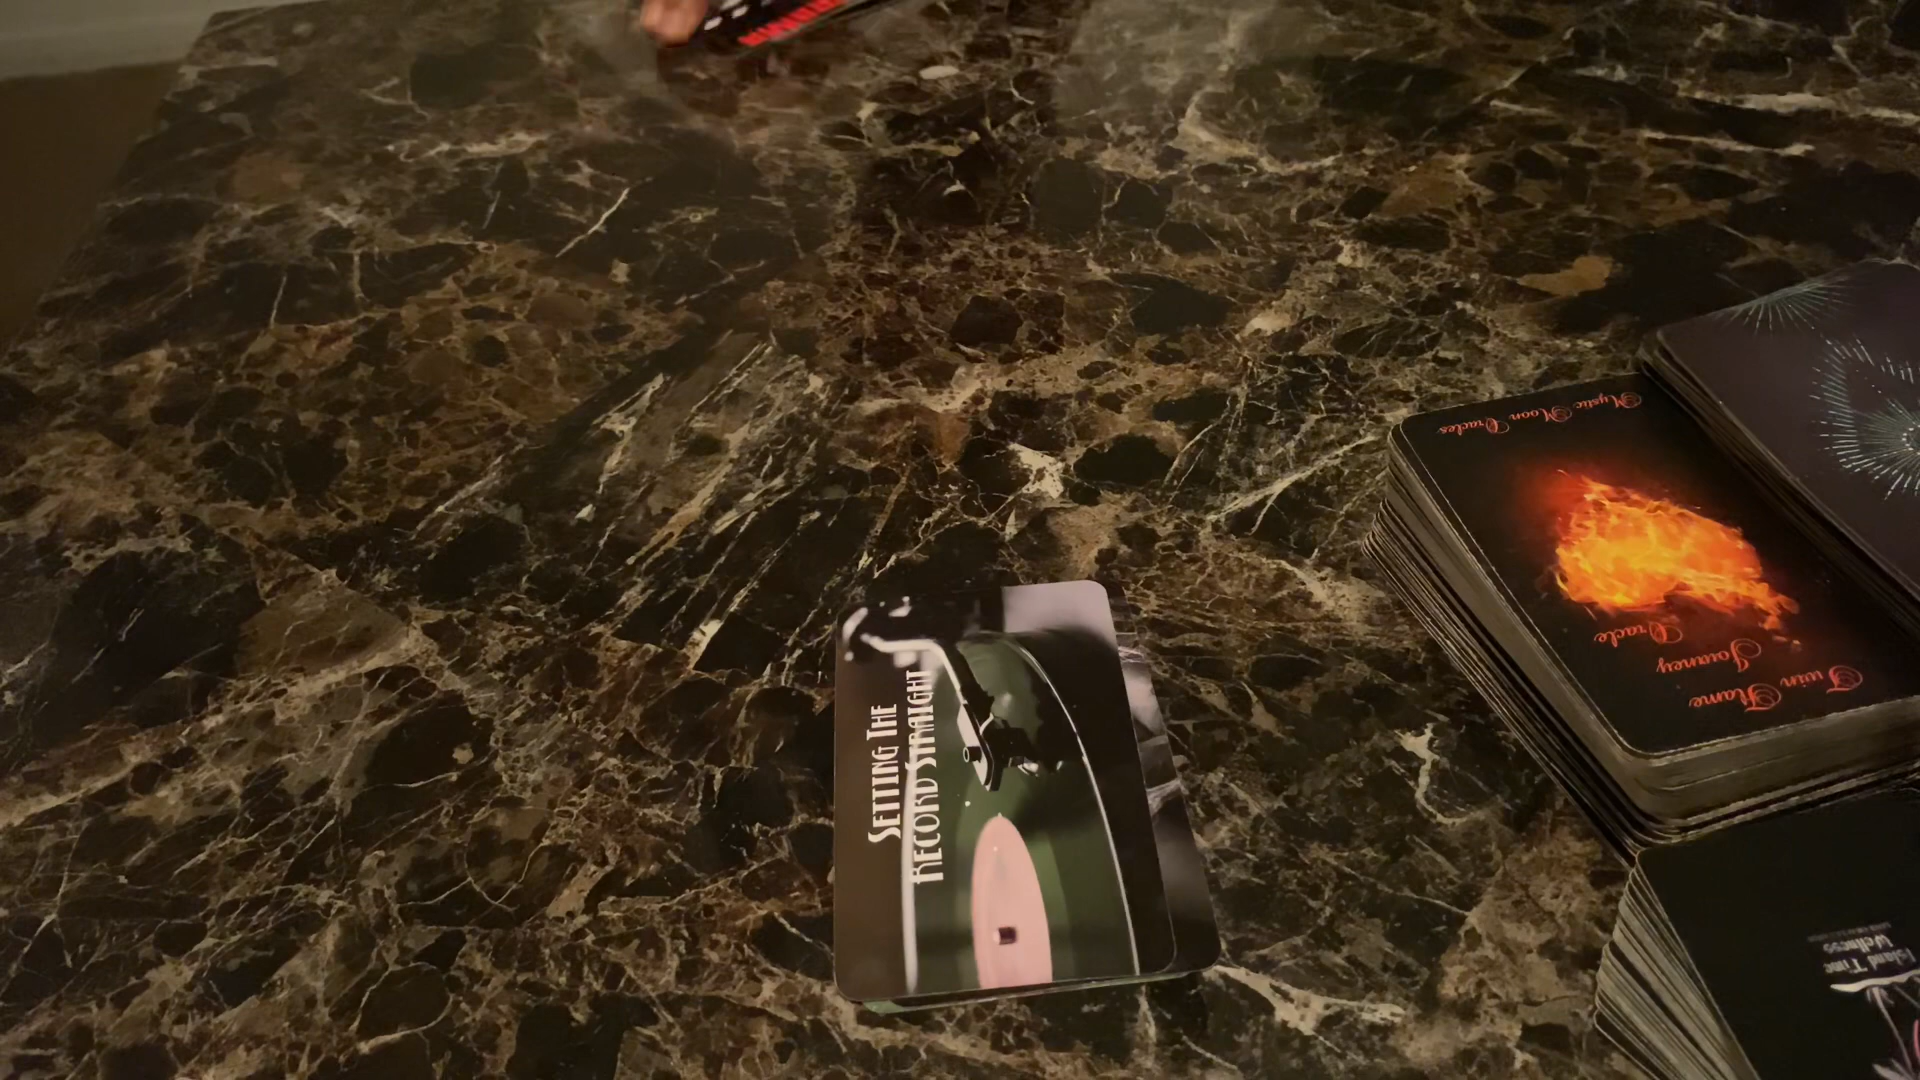 SETTING THE
RECORD STRAIGHT
Mystic Moon Oracles
Twin Flame
Journey
Oracle
Island Time
Wellness